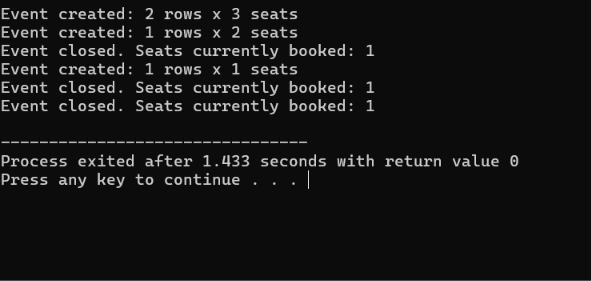 Event created: 2 rows x 3 seats
Event created: 1 rows x 2 seats
Event closed. Seats currently booked: 1
Event created: 1 rows x 1 seats
Event closed. Seats currently booked: 1
Event closed. Seats currently booked: 1
--------------------------------
Process exited after 1.433 seconds with return value 0
Press any key to continue . . .